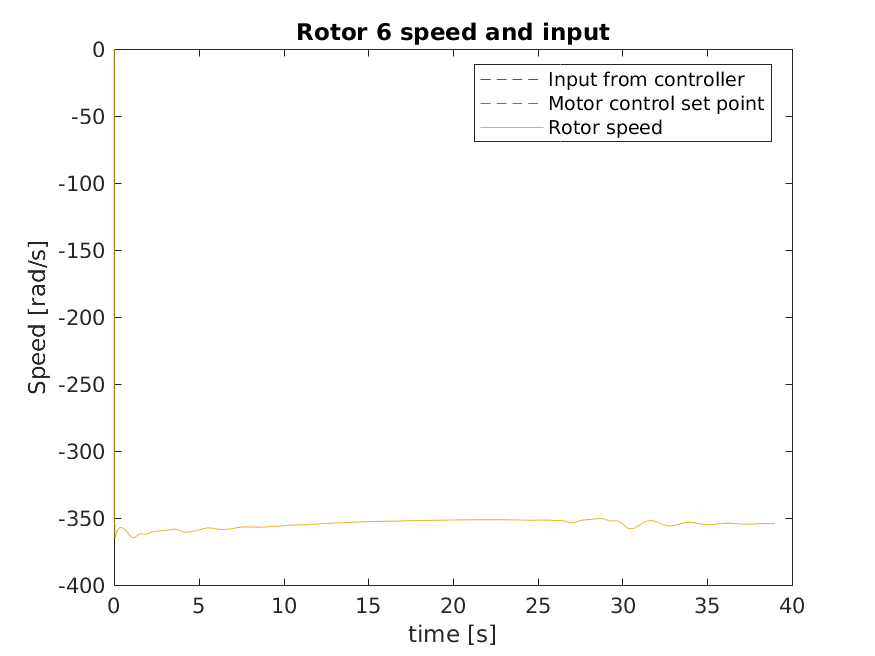 Rotor 6 speed and input
Input from controller
Motor control set point
Rotor speed
0
-50
-100
-150
-200
-250
-300
-350
-400
Speed [rad/s]
0 5 10 15 20 25 30 35 40
time [s]